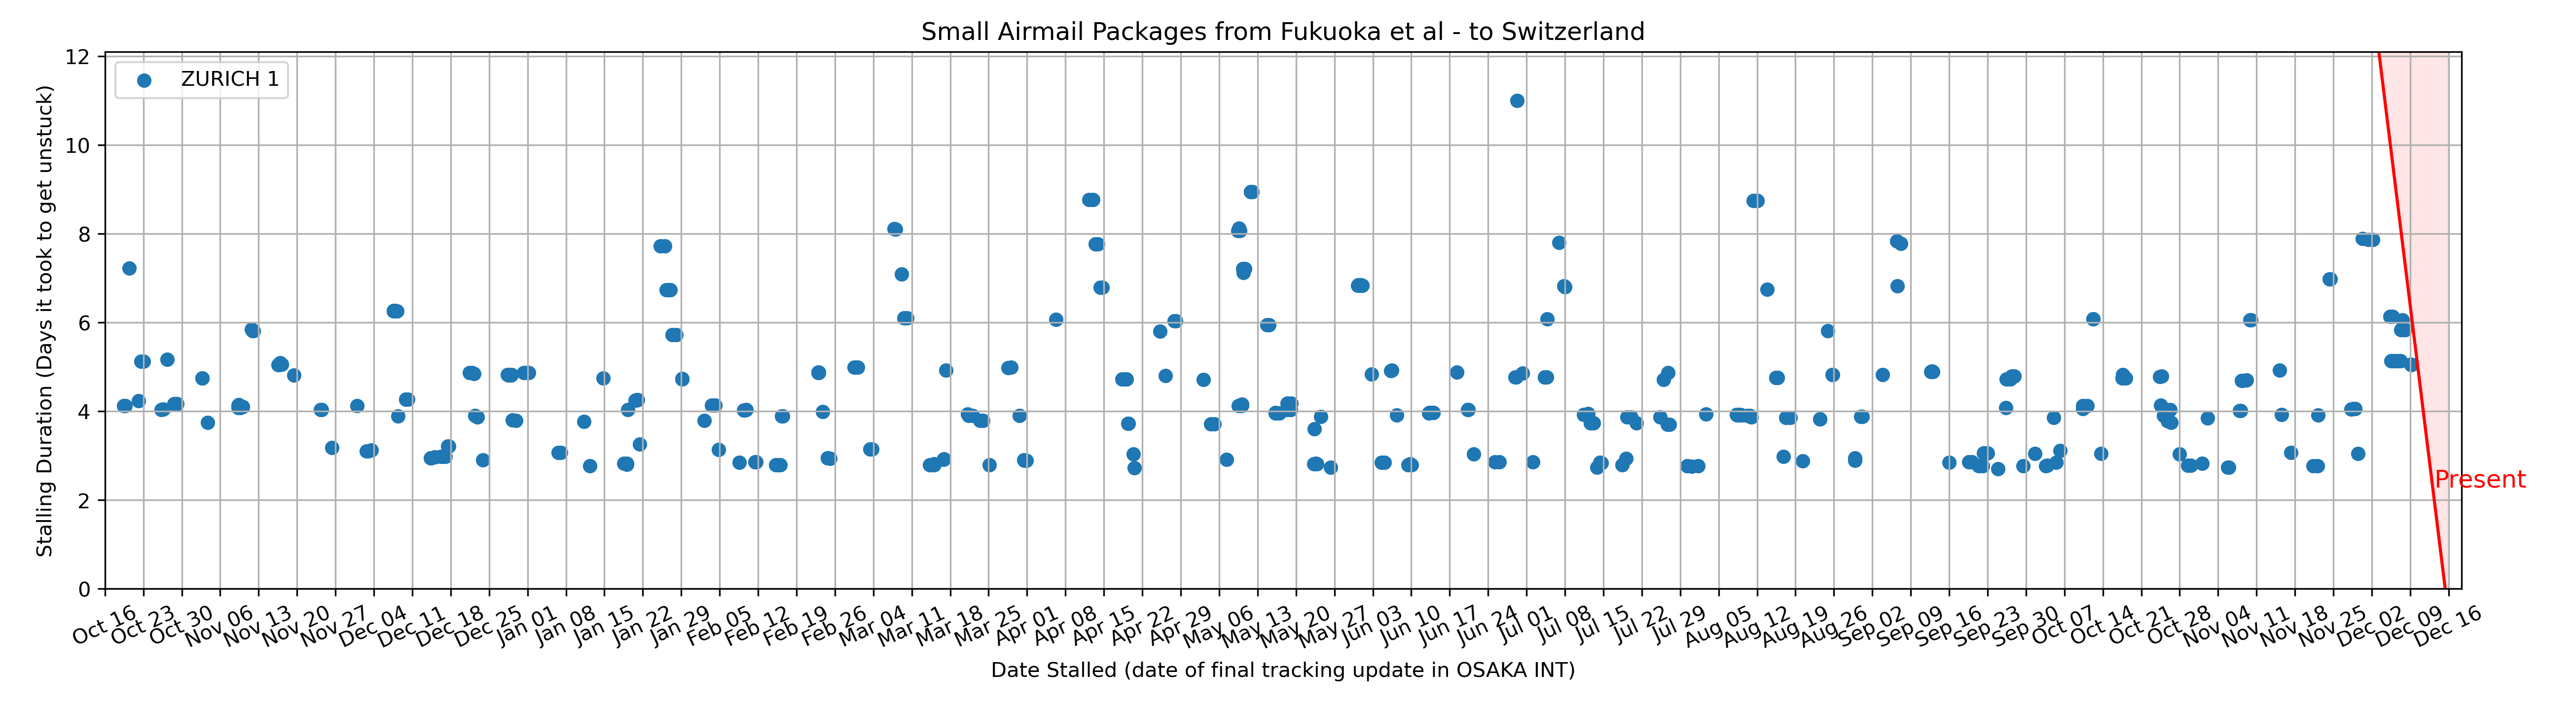 Small Airmail Packages from Fukuoka et al - to Switzerland
ZURICH 1
Stalling Duration (Days it took to get unstuck)
12
10
8
6
4
2
0
Present
Oct 16
Oct 23
Oct 30
Nov 06
Nov 13
Nov 20
Nov 27
Dec 04
Dec 11
Dec 18
Dec 25
Jan 01
Jan 08
Jan 15
Jan 22
Jan 29
Feb 05
Feb 12
Feb 19
Feb 26
Mar 04
Mar 11
Mar 18
Mar 25
Apr 01
Apr 08
Apr 15
Apr 22
Apr 29
May 06
May 13
May 20
May 27
Jun 03
Jun 10
Jun 17
Jun 24
Jul 01
Jul 08
Jul 15
Jul 22
Jul 29
Aug 05
Aug 12
Aug 19
Aug 26
Sep 02
Sep 09
Sep 16
Sep 23
Sep 30
Oct 07
Oct 14
Oct 21
Oct 28
Nov 04
Nov 11
Nov 18
Nov 25
Dec 02
Dec 09
Dec 16
Date Stalled (date of final tracking update in OSAKA INT)